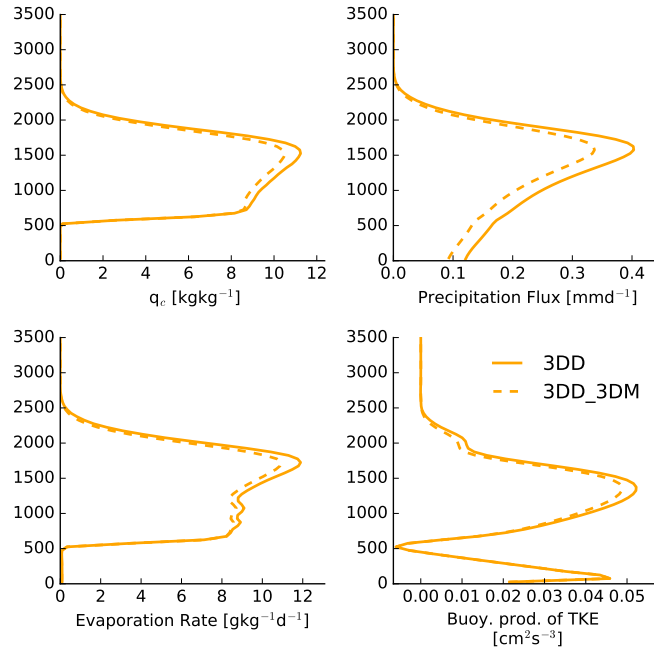 3500
3000
2500
2000
1500
1000
500
0
0 2 4 6 8 10 12
q_c [kgkg⁻¹]
3500
3000
2500
2000
1500
1000
500
0
0.0 0.1 0.2 0.3 0.4
Precipitation Flux [mmd⁻¹]
3500
3000
2500
2000
1500
1000
500
0
0 2 4 6 8 10 12
Evaporation Rate [gkg⁻¹d⁻¹]
3500
3000
2500
2000
1500
1000
500
0
3DD
3DD_3DM
0.00 0.01 0.02 0.03 0.04 0.05
Buoy. prod. of TKE
[cm²s⁻³]